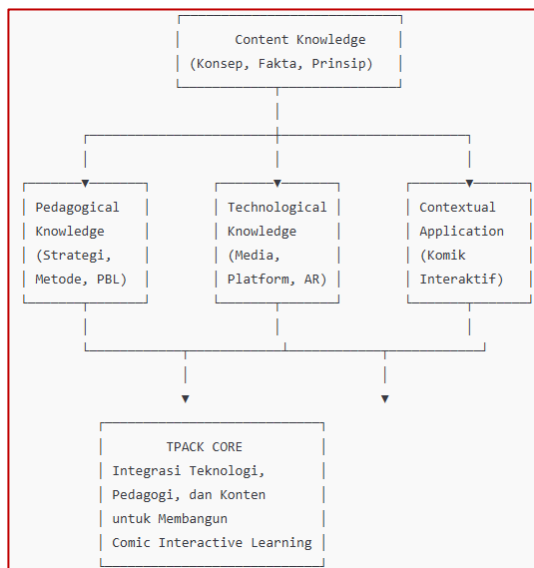 Content Knowledge
(Konsep, Fakta, Prinsip)
Pedagogical
Knowledge
(Strategi,
Metode, PBL)
Technological
Knowledge
(Media,
Platform, AR)
Contextual
Application
(Komik
Interaktif)
TPACK CORE
Integrasi Teknologi,
Pedagogi, dan Konten
untuk Membangun
Comic Interactive Learning